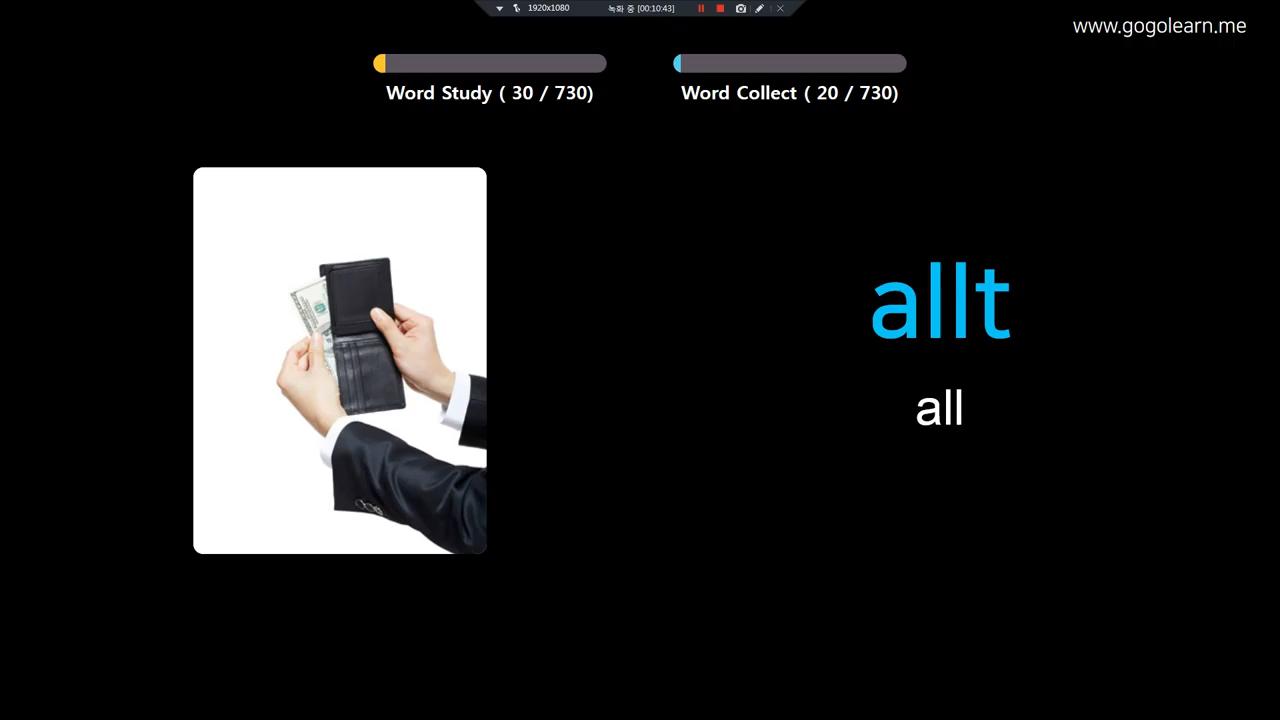 1920x1080 녹화 중 [00:10:43]
www.gogolearn.me
Word Study ( 30 / 730)
Word Collect ( 20 / 730)
allt
all